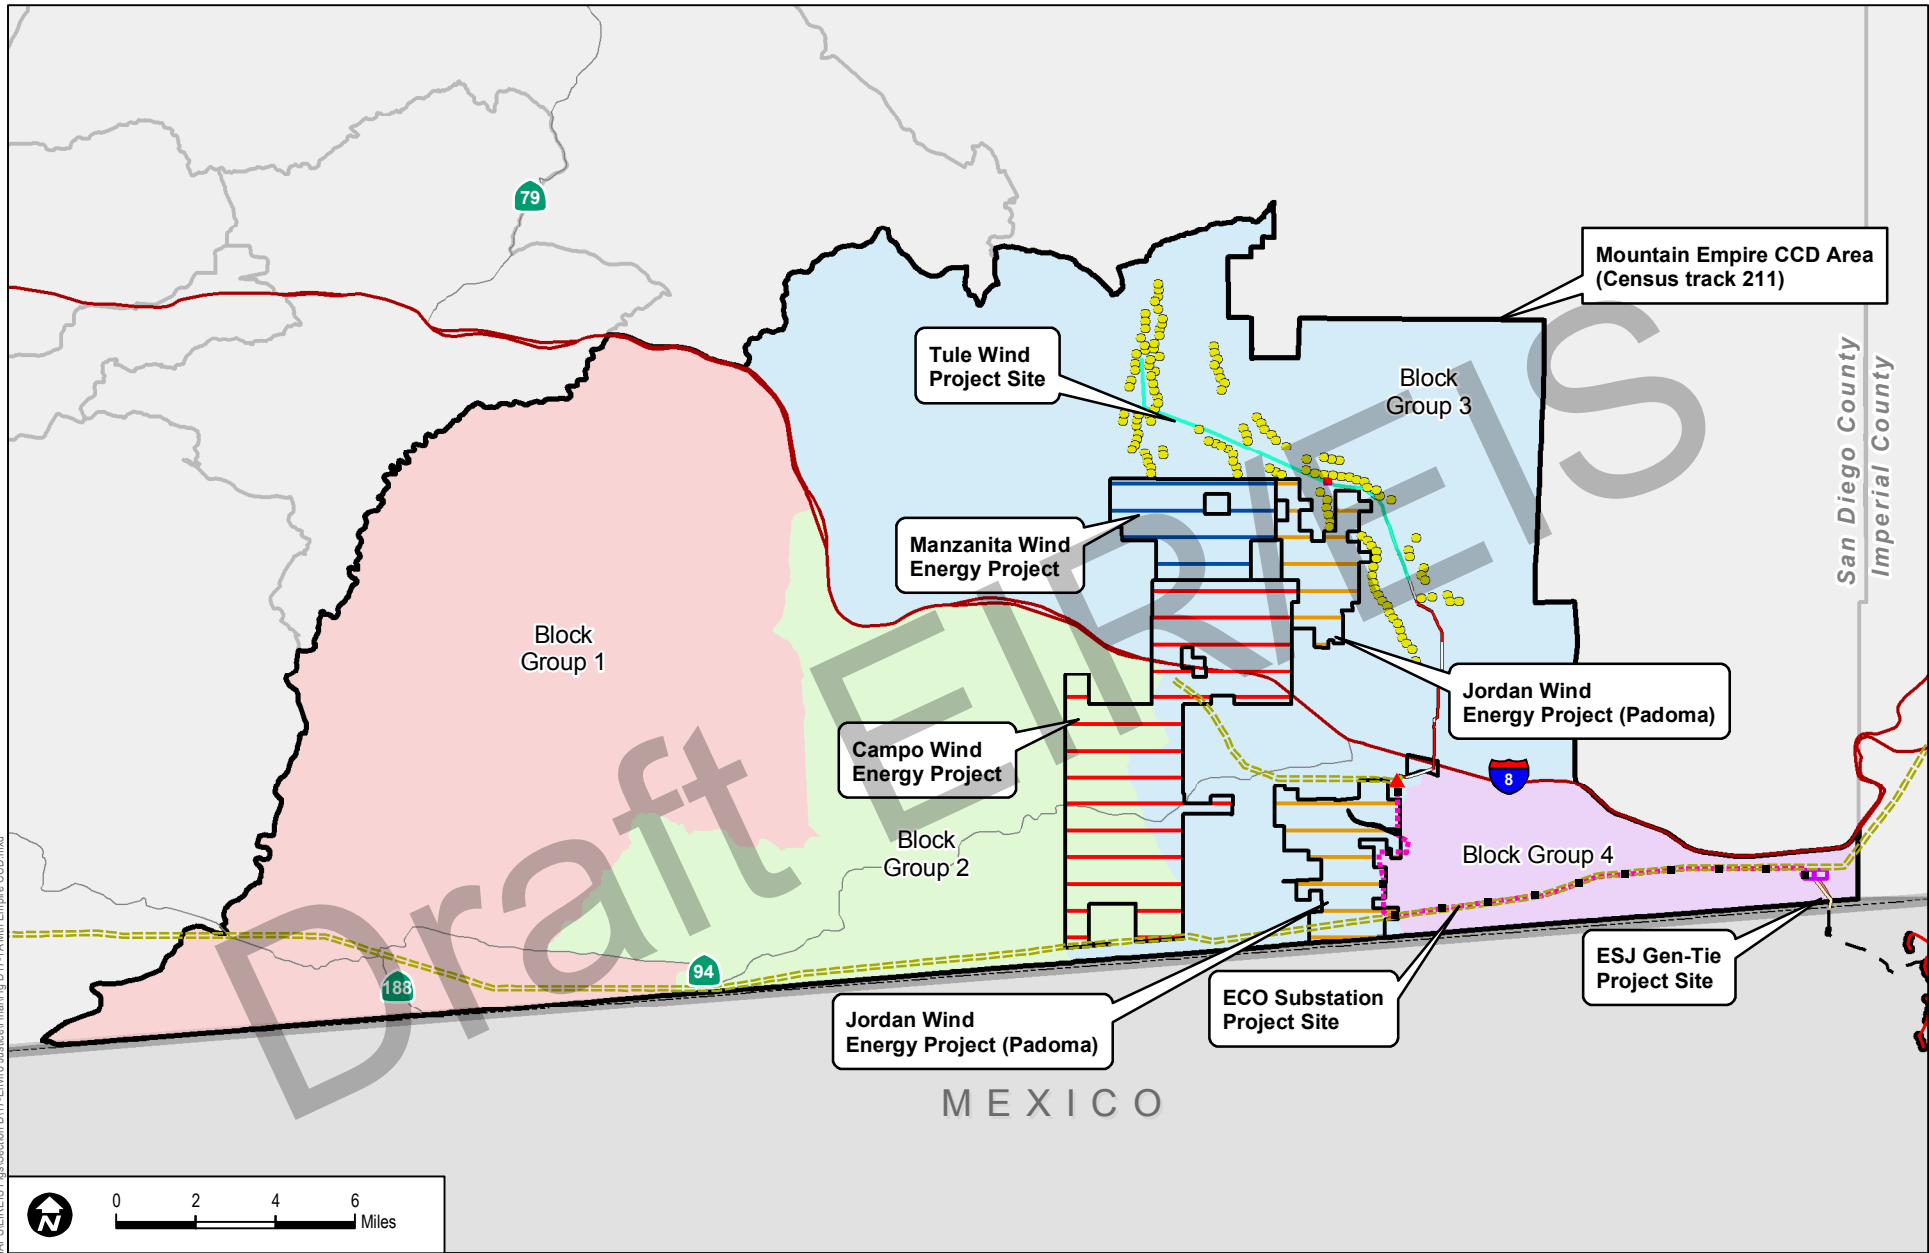 79
Mountain Empire CCD Area
(Census track 211)
Tule Wind
Project Site
Block
Group 3
San Diego County
Imperial County
Manzanita Wind
Energy Project
Block
Group 1
Jordan Wind
Energy Project (Padoma)
Campo Wind
Energy Project
8
Block
Group 2
Block Group 4
94
188
ESJ Gen-Tie
Project Site
ECO Substation
Project Site
Jordan Wind
Energy Project (Padoma)
MEXICO
Draft EIR/EIS
N
0 2 4 6
Miles